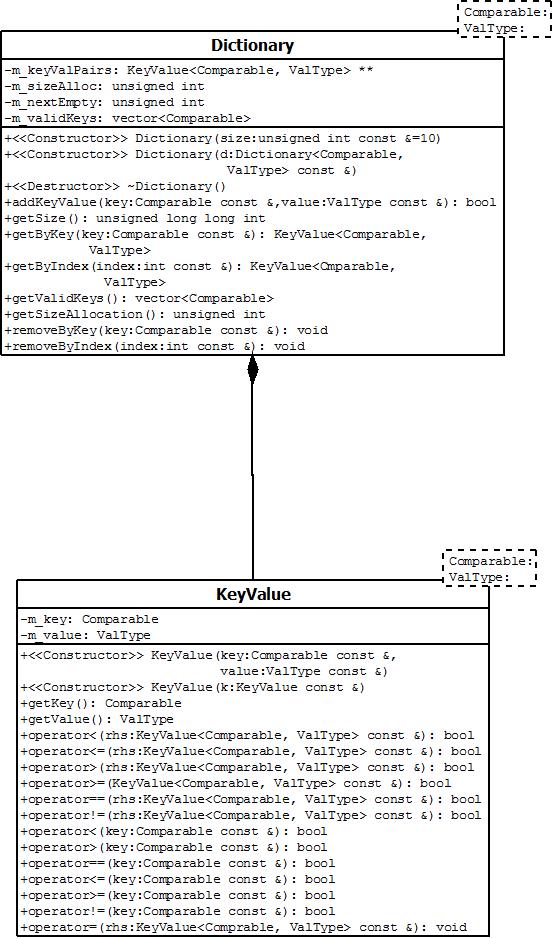 Comparable:
ValType:
Dictionary
-m_keyValPairs: KeyValue<Comparable, ValType> **
-m_sizeAlloc: unsigned int
-m_nextEmpty: unsigned int
-m_validKeys: vector<Comparable>
+<<Constructor>> Dictionary(size:unsigned int const &=10)
+<<Constructor>> Dictionary(d:Dictionary<Comparable,
ValType> const &)
+<<Destructor>> ~Dictionary()
+addKeyValue(key:Comparable const &,value:ValType const &): bool
+getSize(): unsigned long long int
+getByKey(key:Comparable const &): KeyValue<Comparable,
ValType>
+getByIndex(index:int const &): KeyValue<Cmparable,
ValType>
+getValidKeys(): vector<Comparable>
+getSizeAllocation(): unsigned int
+removeByKey(key:Comparable const &): void
+removeByIndex(index:int const &): void
Comparable:
ValType:
KeyValue
-m_key: Comparable
-m_value: ValType
+<<Constructor>> KeyValue(key:Comparable const &,
value:ValType const &)
+<<Constructor>> KeyValue(k:KeyValue const &)
+getKey(): Comparable
+getValue(): ValType
+operator<(rhs:KeyValue<Comparable, ValType> const &): bool
+operator<=(rhs:KeyValue<Comparable, ValType> const &): bool
+operator>(rhs:KeyValue<Comparable, ValType> const &): bool
+operator>=(KeyValue<Comparable, ValType> const &): bool
+operator==(rhs:KeyValue<Comparable, ValType> const &): bool
+operator!=(rhs:KeyValue<Comparable, ValType> const &): bool
+operator<(key:Comparable const &): bool
+operator>(key:Comparable const &): bool
+operator==(key:Comparable const &): bool
+operator<=(key:Comparable const &): bool
+operator>=(key:Comparable const &): bool
+operator!=(key:Comparable const &): bool
+operator=(rhs:KeyValue<Comprable, ValType> const &): void